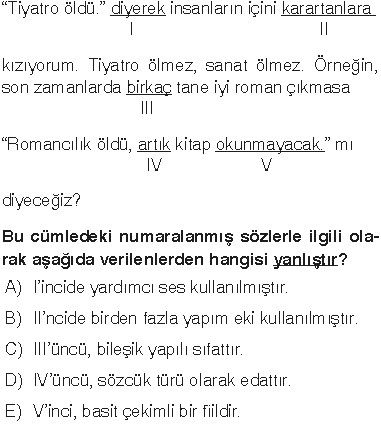 “Tiyatro öldü.” diyerek insanların içini karartanlara
I II
kızıyorum. Tiyatro ölmez, sanat ölmez. Örneğin,
son zamanlarda birkaç tane iyi roman çıkmasa
III
“Romancılık öldü, artık kitap okunmayacak.” mı
IV V
diyeceğiz?
Bu cümledeki numaralanmış sözlerle ilgili ola-
rak aşağıda verilenlerden hangisi yanlıştır?
A) I’incide yardımcı ses kullanılmıştır.
B) II’ncide birden fazla yapım eki kullanılmıştır.
C) III’üncü, bileşik yapılı sıfattır.
D) IV’üncü, sözcük türü olarak edattır.
E) V’inci, basit çekimli bir fiildir.